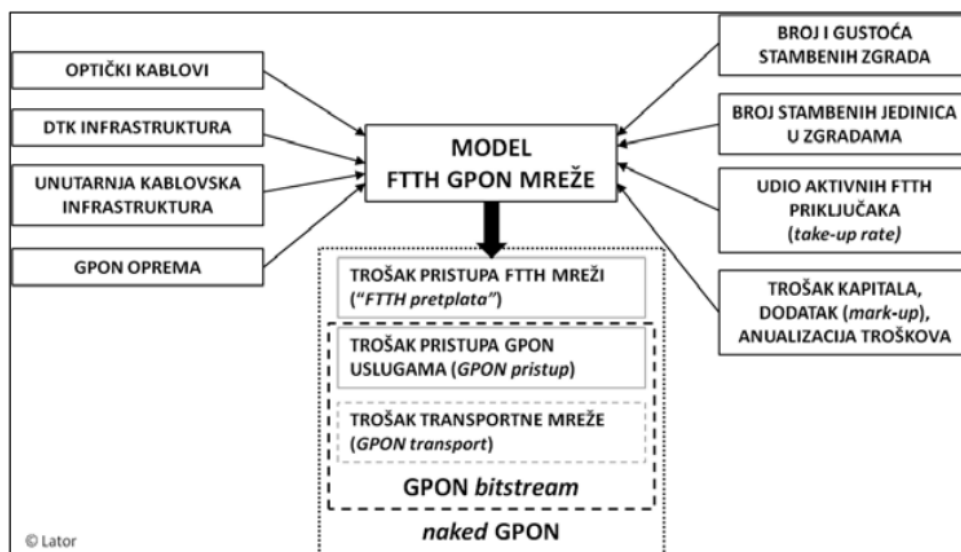 OPTIČKI KABLOVI
DTK INFRASTRUKTURA
UNUTARNJA KABLOVSKA
INFRASTRUKTURA
GPON OPREMA
MODEL
FTTH GPON MREŽE
BROJ I GUSTOĆA
STAMBENIH ZGRADA
BROJ STAMBENIH JEDINICA
U ZGRADAMA
UDIO AKTIVNIH FTTH
PRIKLJUČAKA
(take-up rate)
TROŠAK KAPITALA,
DODATAK (mark-up),
ANUALIZACIJA TROŠKOVA
TROŠAK PRISTUPA FTTH MREŽI
(“FTTH pretplata”)
TROŠAK PRISTUPA GPON
USLUGAMA (GPON pristup)
TROŠAK TRANSPORTNE MREŽE
(GPON transport)
GPON bitstream
naked GPON
© Lator